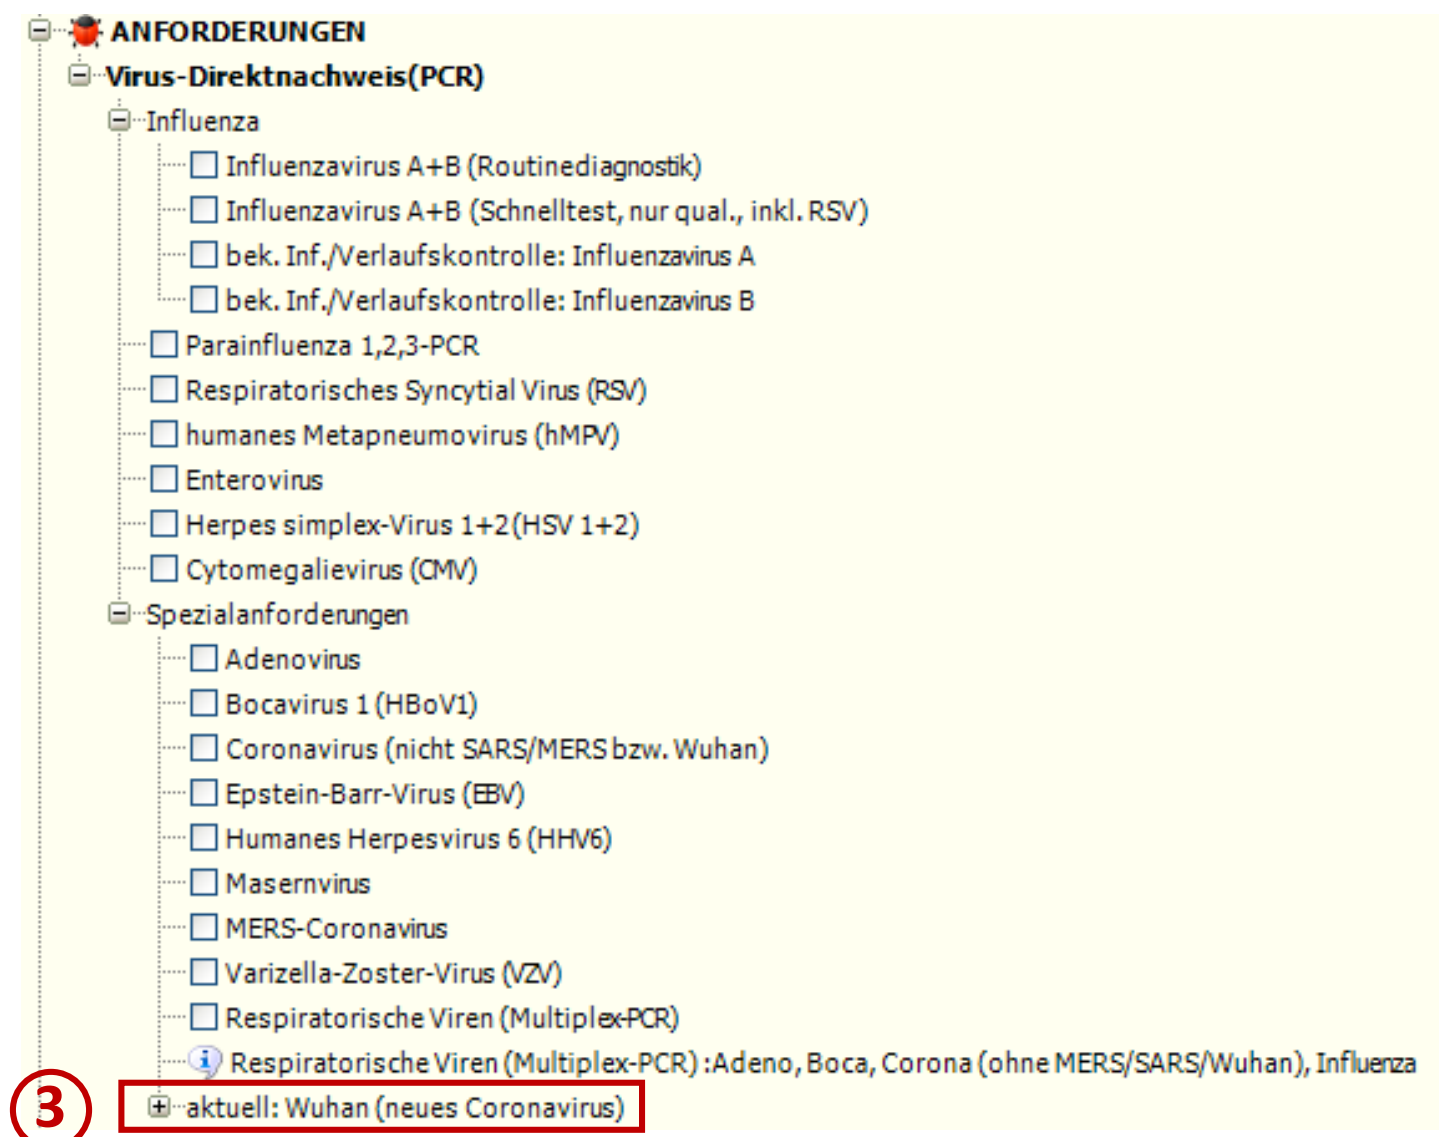 ANFORDERUNGEN
Virus-Direktnachweis(PCR)
Influenza
Influenzavirus A+B (Routinediagnostik)
Influenzavirus A+B (Schnelltest, nur qual., inkl. RSV)
bek. Inf./Verlaufskontrolle: Influenzavirus A
bek. Inf./Verlaufskontrolle: Influenzavirus B
Parainfluenza 1,2,3-PCR
Respiratorisches Syncytial Virus (RSV)
humanes Metapneumovirus (hMPV)
Enterovirus
Herpes simplex-Virus 1+2(HSV 1+2)
Cytomegalievirus (CMV)
Spezialanforderungen
Adenovirus
Bocavirus 1 (HBoV1)
Coronavirus (nicht SARS/MERS bzw. Wuhan)
Epstein-Barr-Virus (EBV)
Humanes Herpesvirus 6 (HHV6)
Masernvirus
MERS-Coronavirus
Varizella-Zoster-Virus (VZV)
Respiratorische Viren (Multiplex-PCR)
Respiratorische Viren (Multiplex-PCR) :Adeno, Boca, Corona (ohne MERS/SARS/Wuhan), Influenza
3 aktuell: Wuhan (neues Coronavirus)